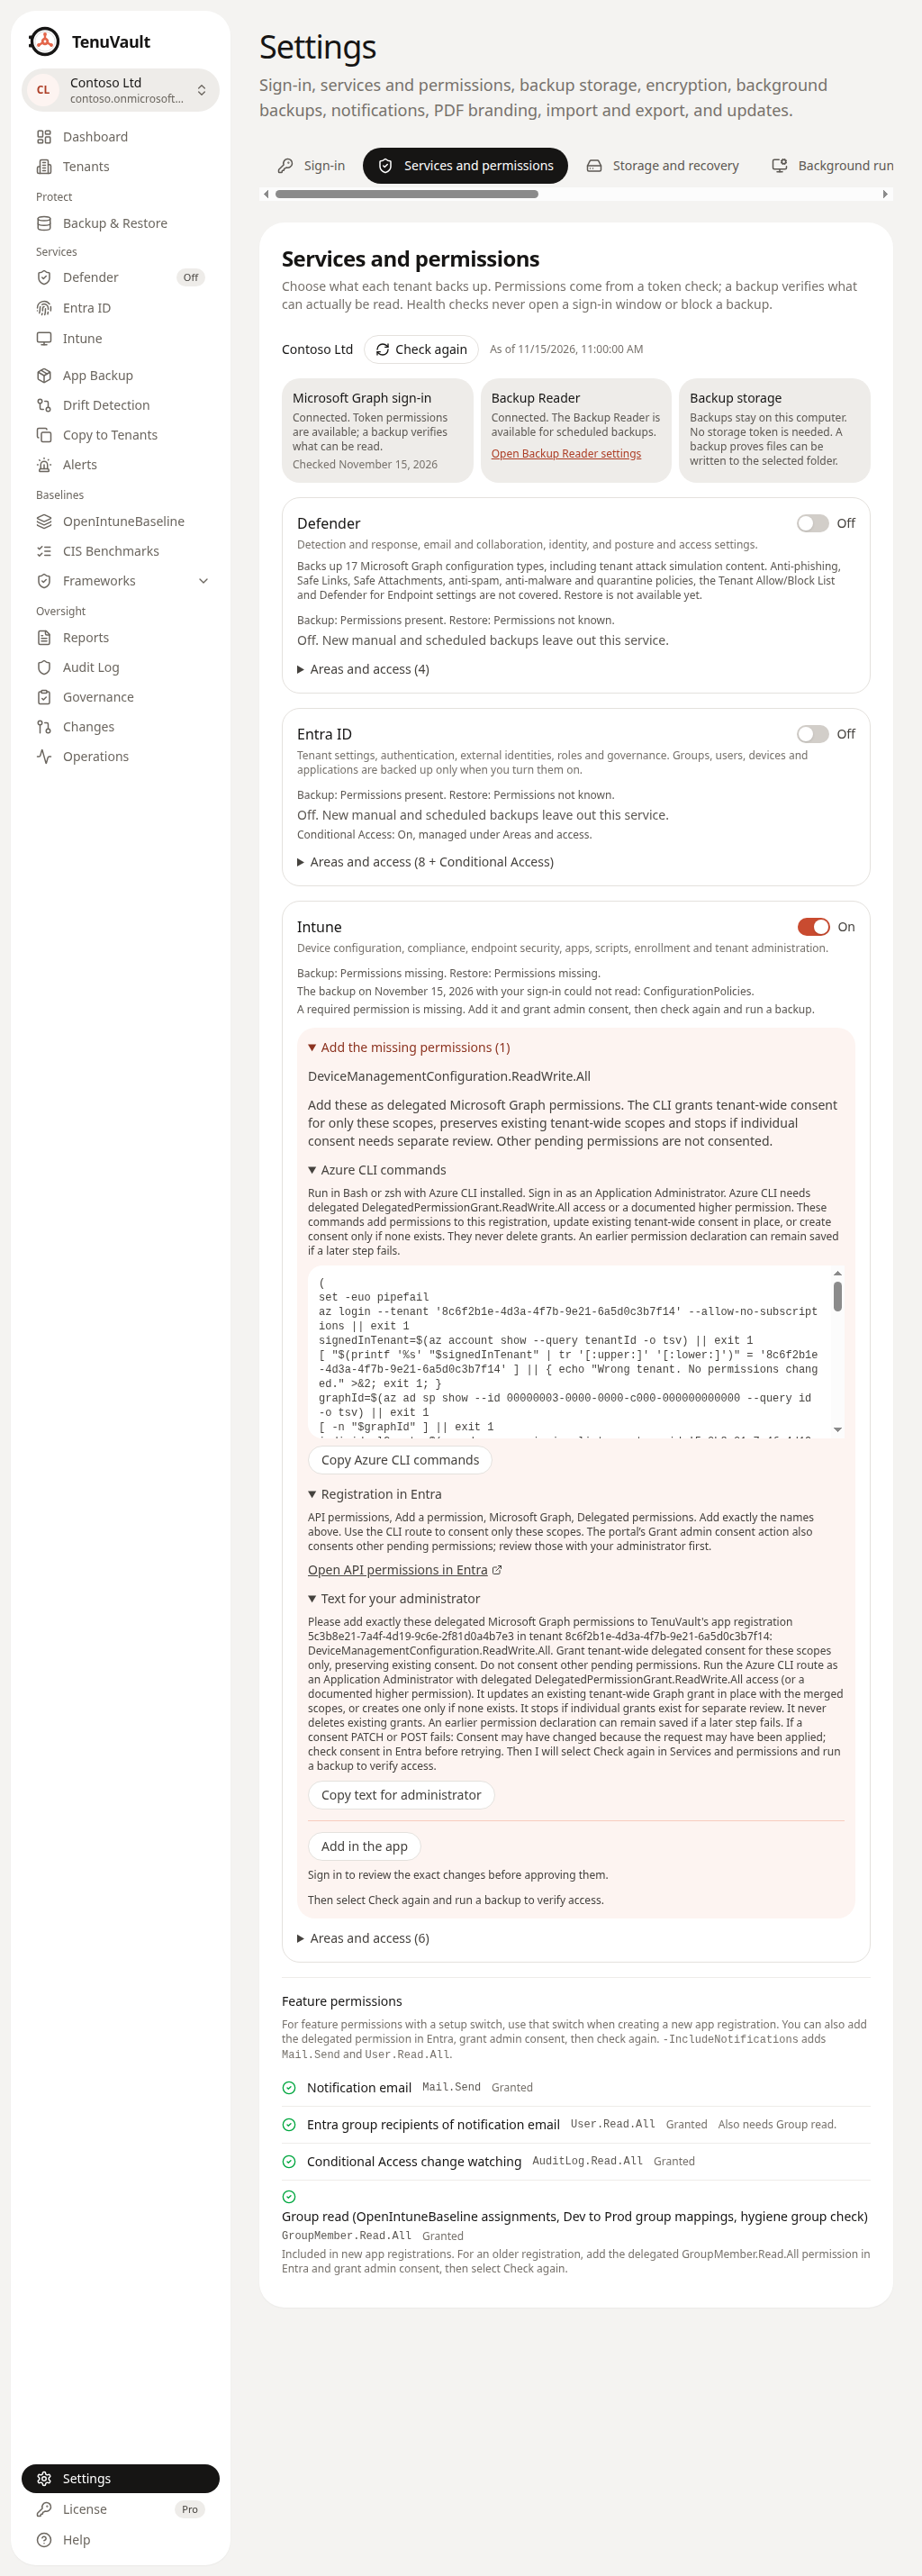 TenuVault
CL
Contoso Ltd
contoso.onmicrosoft...
Dashboard
Tenants
Protect
Backup & Restore
Services
Defender Off
Entra ID
Intune
App Backup
Drift Detection
Copy to Tenants
Alerts
Baselines
OpenIntuneBaseline
CIS Benchmarks
Frameworks
Oversight
Reports
Audit Log
Governance
Changes
Operations
Settings
License Pro
Help
Settings
Sign-in, services and permissions, backup storage, encryption, background
backups, notifications, PDF branding, import and export, and updates.
Sign-in Services and permissions Storage and recovery Background run
Services and permissions
Choose what each tenant backs up. Permissions come from a token check; a backup verifies what
can actually be read. Health checks never open a sign-in window or block a backup.
Contoso Ltd Check again As of 11/15/2026, 11:00:00 AM
Microsoft Graph sign-in
Connected. Token permissions
are available; a backup verifies
what can be read.
Checked November 15, 2026
Backup Reader
Connected. The Backup Reader is
available for scheduled backups.
Open Backup Reader settings
Backup storage
Backups stay on this computer.
No storage token is needed. A
backup proves files can be
written to the selected folder.
Defender Off
Detection and response, email and collaboration, identity, and posture and access settings.
Backs up 17 Microsoft Graph configuration types, including tenant attack simulation content. Anti-phishing,
Safe Links, Safe Attachments, anti-spam, anti-malware and quarantine policies, the Tenant Allow/Block List
and Defender for Endpoint settings are not covered. Restore is not available yet.
Backup: Permissions present. Restore: Permissions not known.
Off. New manual and scheduled backups leave out this service.
Areas and access (4)
Entra ID Off
Tenant settings, authentication, external identities, roles and governance. Groups, users, devices and
applications are backed up only when you turn them on.
Backup: Permissions present. Restore: Permissions not known.
Off. New manual and scheduled backups leave out this service.
Conditional Access: On, managed under Areas and access.
Areas and access (8 + Conditional Access)
Intune On
Device configuration, compliance, endpoint security, apps, scripts, enrollment and tenant administration.
Backup: Permissions missing. Restore: Permissions missing.
The backup on November 15, 2026 with your sign-in could not read: ConfigurationPolicies.
A required permission is missing. Add it and grant admin consent, then check again and run a backup.
Add the missing permissions (1)
DeviceManagementConfiguration.ReadWrite.All
Add these as delegated Microsoft Graph permissions. The CLI grants tenant-wide consent
for only these scopes, preserves existing tenant-wide scopes and stops if individual
consent needs separate review. Other pending permissions are not consented.
Azure CLI commands
Run in Bash or zsh with Azure CLI installed. Sign in as an Application Administrator. Azure CLI needs
delegated DelegatedPermissionGrant.ReadWrite.All access or a documented higher permission. These
commands add permissions to this registration, update existing tenant-wide consent in place, or create
consent only if none exists. They never delete grants. An earlier permission declaration can remain saved
if a later step fails.
(
set -euo pipefail
az login --tenant '8c6f2b1e-4d3a-4f7b-9e21-6a5d0c3b7f14' --allow-no-subscript
ions || exit 1
signedInTenant=$(az account show --query tenantId -o tsv) || exit 1
[ "$(printf '%s' "$signedInTenant" | tr '[:upper:]' '[:lower:]')" = '8c6f2b1e
-4d3a-4f7b-9e21-6a5d0c3b7f14' ] || { echo "Wrong tenant. No permissions chang
ed." >&2; exit 1; }
graphId=$(az ad sp show --id 00000003-0000-0000-c000-000000000000 --query id
-o tsv) || exit 1
[ -n "$graphId" ] || exit 1
Copy Azure CLI commands
Registration in Entra
API permissions, Add a permission, Microsoft Graph, Delegated permissions. Add exactly the names
above. Use the CLI route to consent only these scopes. The portal's Grant admin consent action also
consents other pending permissions; review those with your administrator first.
Open API permissions in Entra
Text for your administrator
Please add exactly these delegated Microsoft Graph permissions to TenuVault's app registration
5c3b8e21-7a4f-4d19-9c6e-2f81d0a4b7e3 in tenant 8c6f2b1e-4d3a-4f7b-9e21-6a5d0c3b7f14:
DeviceManagementConfiguration.ReadWrite.All. Grant tenant-wide delegated consent for these scopes
only, preserving existing consent. Do not consent other pending permissions. Run the Azure CLI route as
an Application Administrator with delegated DelegatedPermissionGrant.ReadWrite.All access (or a
documented higher permission). It updates an existing tenant-wide Graph grant in place with the merged
scopes, or creates one only if none exists. It stops if individual grants exist for separate review. It never
deletes existing grants. An earlier permission declaration can remain saved if a later step fails. If a
consent PATCH or POST fails: Consent may have changed because the request may have been applied;
check consent in Entra before retrying. Then I will select Check again in Services and permissions and run
a backup to verify access.
Copy text for administrator
Add in the app
Sign in to review the exact changes before approving them.
Then select Check again and run a backup to verify access.
Areas and access (6)
Feature permissions
For feature permissions with a setup switch, use that switch when creating a new app registration. You can also add
the delegated permission in Entra, grant admin consent, then check again. -IncludeNotifications adds
Mail.Send and User.Read.All.
Notification email Mail.Send Granted
Entra group recipients of notification email User.Read.All Granted Also needs Group read.
Conditional Access change watching AuditLog.Read.All Granted
Group read (OpenIntuneBaseline assignments, Dev to Prod group mappings, hygiene group check)
GroupMember.Read.All Granted
Included in new app registrations. For an older registration, add the delegated GroupMember.Read.All permission in
Entra and grant admin consent, then select Check again.